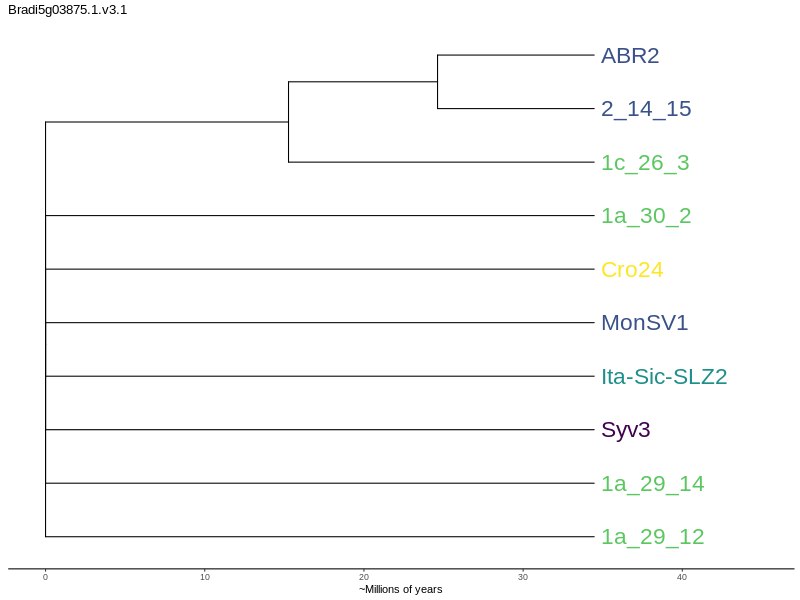 Bradi5g03875.1.v3.1
ABR2
2_14_15
1c_26_3
1a_30_2
Cro24
MonSV1
Ita-Sic-SLZ2
Syv3
1a_29_14
1a_29_12
0 10 20 30 40
~Millions of years